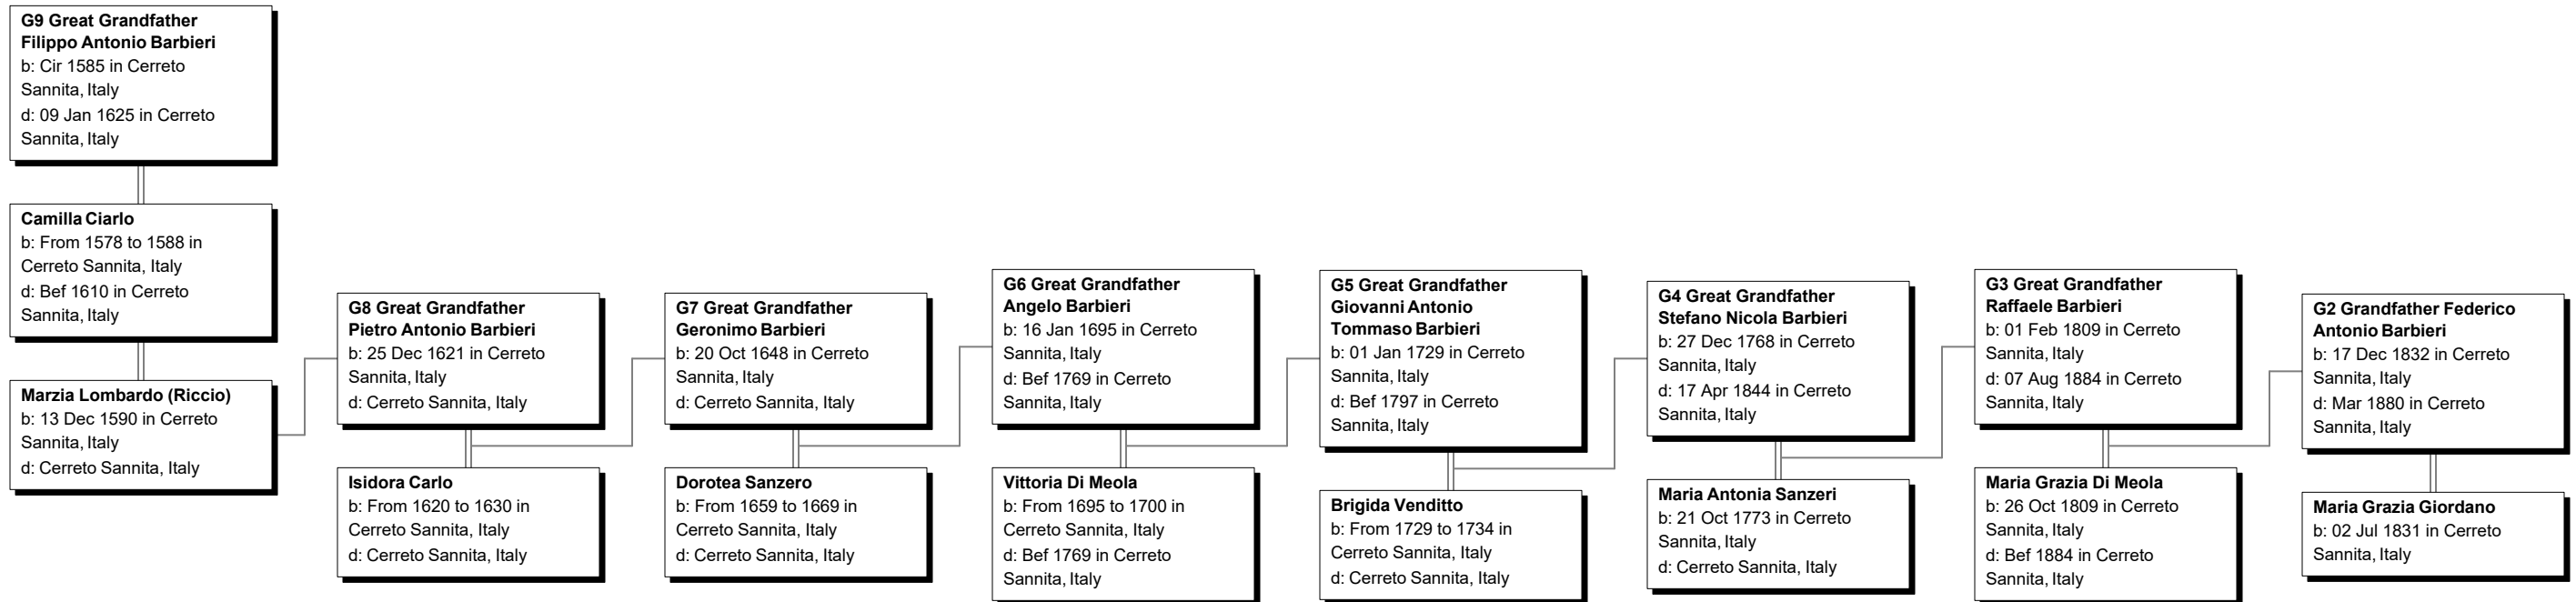 G9 Great Grandfather
Filippo Antonio Barbieri
b: Cir 1585 in Cerreto
Sannita, Italy
d: 09 Jan 1625 in Cerreto
Sannita, Italy
Camilla Ciarlo
b: From 1578 to 1588 in
Cerreto Sannita, Italy
d: Bef 1610 in Cerreto
Sannita, Italy
Marzia Lombardo (Riccio)
b: 13 Dec 1590 in Cerreto
Sannita, Italy
d: Cerreto Sannita, Italy
G8 Great Grandfather
Pietro Antonio Barbieri
b: 25 Dec 1621 in Cerreto
Sannita, Italy
d: Cerreto Sannita, Italy
Isidora Carlo
b: From 1620 to 1630 in
Cerreto Sannita, Italy
d: Cerreto Sannita, Italy
G7 Great Grandfather
Geronimo Barbieri
b: 20 Oct 1648 in Cerreto
Sannita, Italy
d: Cerreto Sannita, Italy
Dorotea Sanzero
b: From 1659 to 1669 in
Cerreto Sannita, Italy
d: Cerreto Sannita, Italy
G6 Great Grandfather
Angelo Barbieri
b: 16 Jan 1695 in Cerreto
Sannita, Italy
d: Bef 1769 in Cerreto
Sannita, Italy
Vittoria Di Meola
b: From 1695 to 1700 in
Cerreto Sannita, Italy
d: Bef 1769 in Cerreto
Sannita, Italy
G5 Great Grandfather
Giovanni Antonio
Tommaso Barbieri
b: 01 Jan 1729 in Cerreto
Sannita, Italy
d: Bef 1797 in Cerreto
Sannita, Italy
Brigida Venditto
b: From 1729 to 1734 in
Cerreto Sannita, Italy
d: Cerreto Sannita, Italy
G4 Great Grandfather
Stefano Nicola Barbieri
b: 27 Dec 1768 in Cerreto
Sannita, Italy
d: 17 Apr 1844 in Cerreto
Sannita, Italy
Maria Antonia Sanzeri
b: 21 Oct 1773 in Cerreto
Sannita, Italy
d: Cerreto Sannita, Italy
G3 Great Grandfather
Raffaele Barbieri
b: 01 Feb 1809 in Cerreto
Sannita, Italy
d: 07 Aug 1884 in Cerreto
Sannita, Italy
Maria Grazia Di Meola
b: 26 Oct 1809 in Cerreto
Sannita, Italy
d: Bef 1884 in Cerreto
Sannita, Italy
G2 Grandfather Federico
Antonio Barbieri
b: 17 Dec 1832 in Cerreto
Sannita, Italy
d: Mar 1880 in Cerreto
Sannita, Italy
Maria Grazia Giordano
b: 02 Jul 1831 in Cerreto
Sannita, Italy